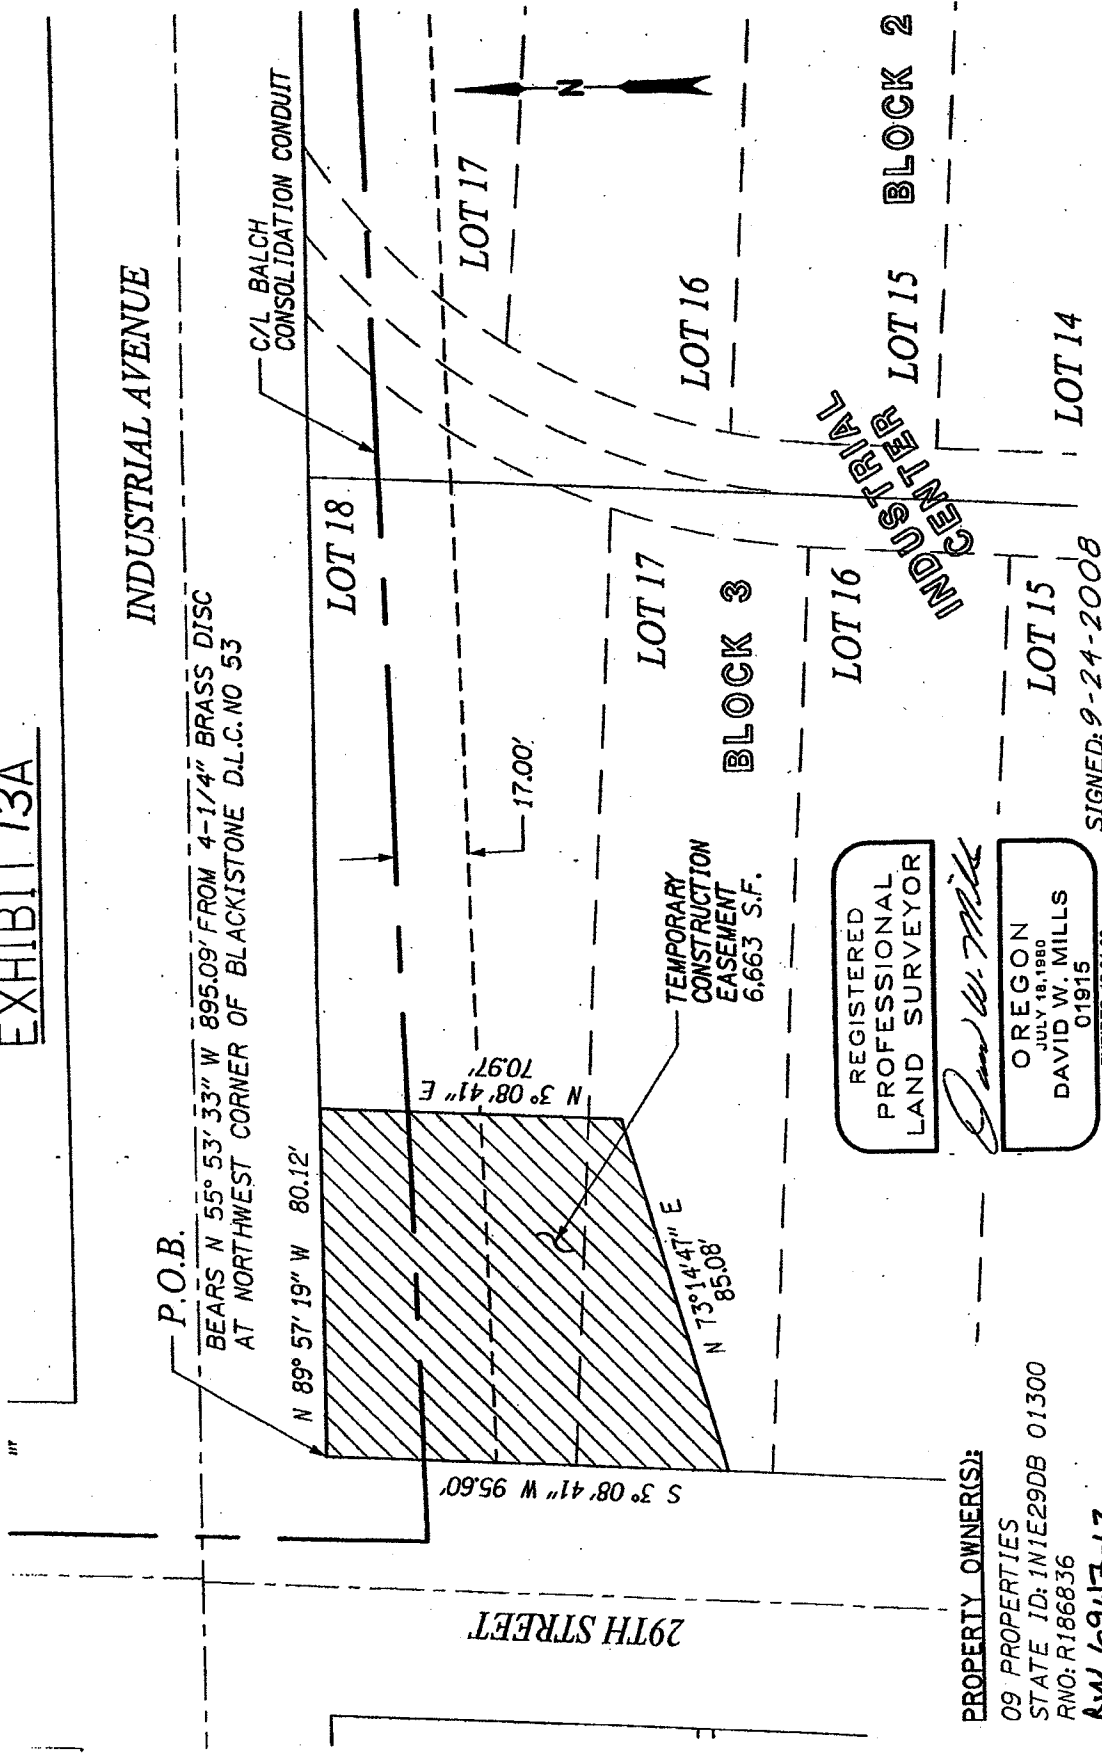 EXHIBIT 13A
INDUSTRIAL AVENUE
P.O.B.
BEARS N 55° 53' 33" W 895.09' FROM 4-1/4" BRASS DISC
AT NORTHWEST CORNER OF BLACKISTONE D.L.C. NO 53
C/L BALCH
CONSOLIDATION CONDUIT
N 89° 57' 19" W 80.12'
LOT 18
N 3° 08' 41" E
70.97'
17.00'
LOT 17
N
S 3° 08' 41" W 95.60'
N 73°14'47" E
85.08'
TEMPORARY
CONSTRUCTION
EASEMENT
6,663 S.F.
LOT 17
BLOCK 3
LOT 16
LOT 16
LOT 15
BLOCK 2
INDUSTRIAL
CENTER
LOT 15
LOT 14
29TH STREET
REGISTERED
PROFESSIONAL
LAND SURVEYOR
David W. Mills
OREGON
JULY 18, 1980
DAVID W. MILLS
01915
SIGNED: 9-24-2008
PROPERTY OWNER(S):
09 PROPERTIES
STATE ID: 1N1E29DB 01300
RNO: R186836